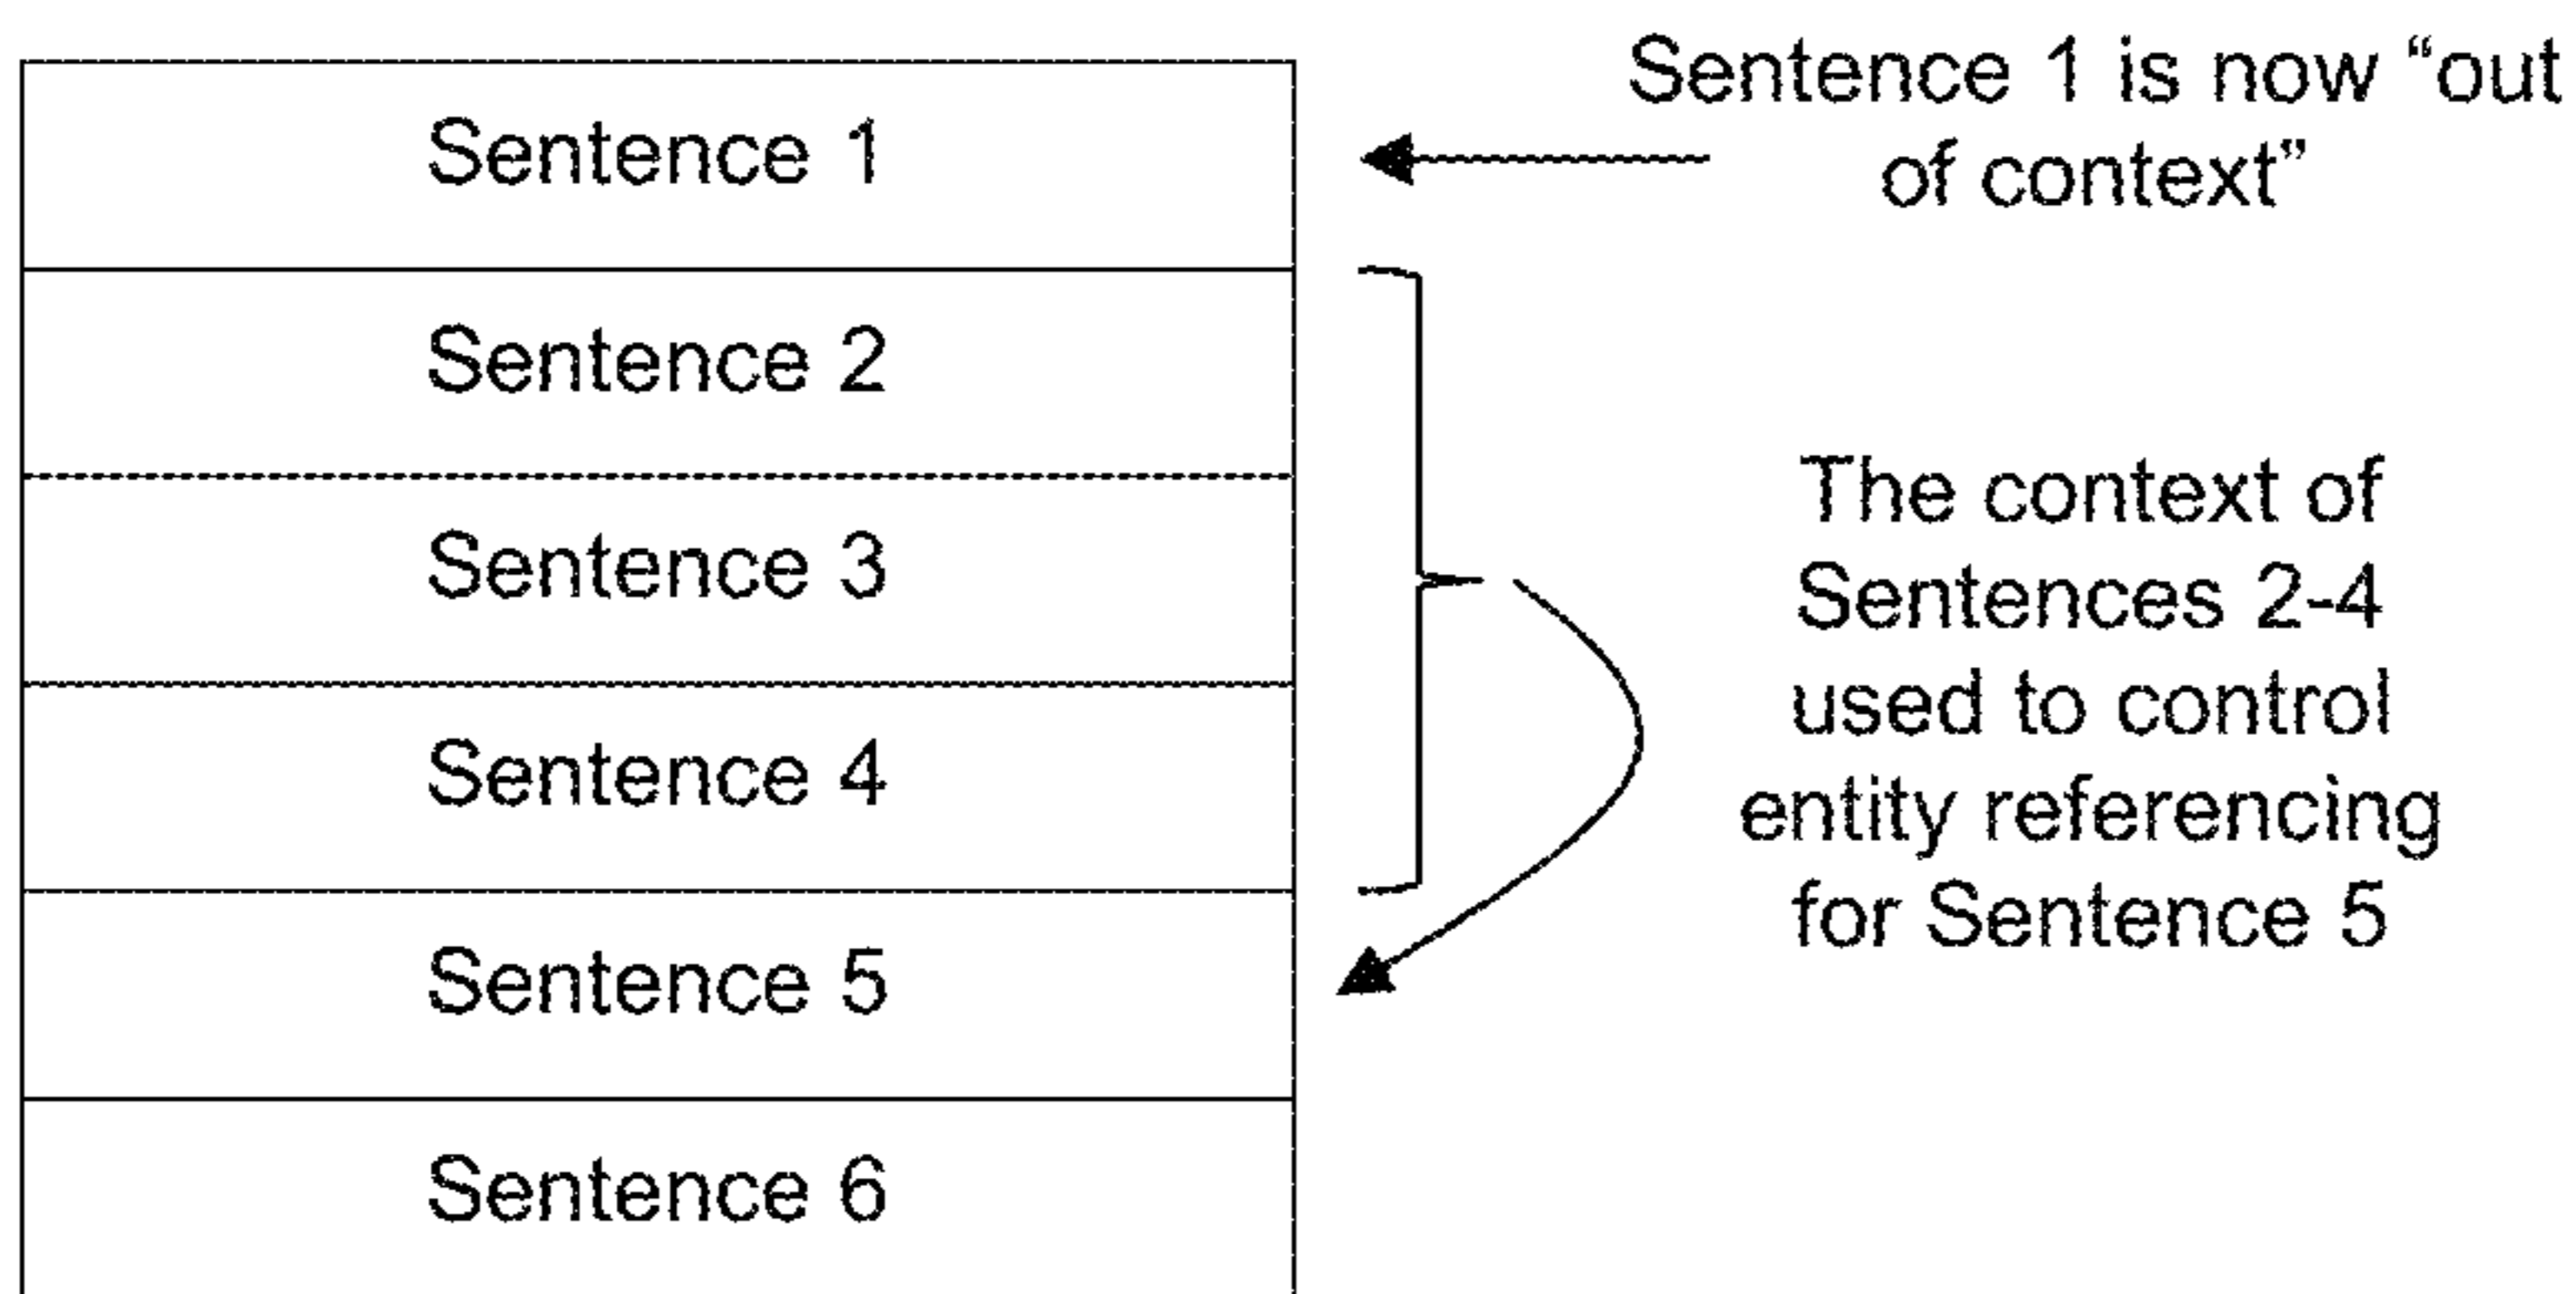 Sentence 1
Sentence 2
Sentence 3
Sentence 4
Sentence 5
Sentence 6
Sentence 1 is now “out
of context”
The context of
Sentences 2-4
used to control
entity referencing
for Sentence 5